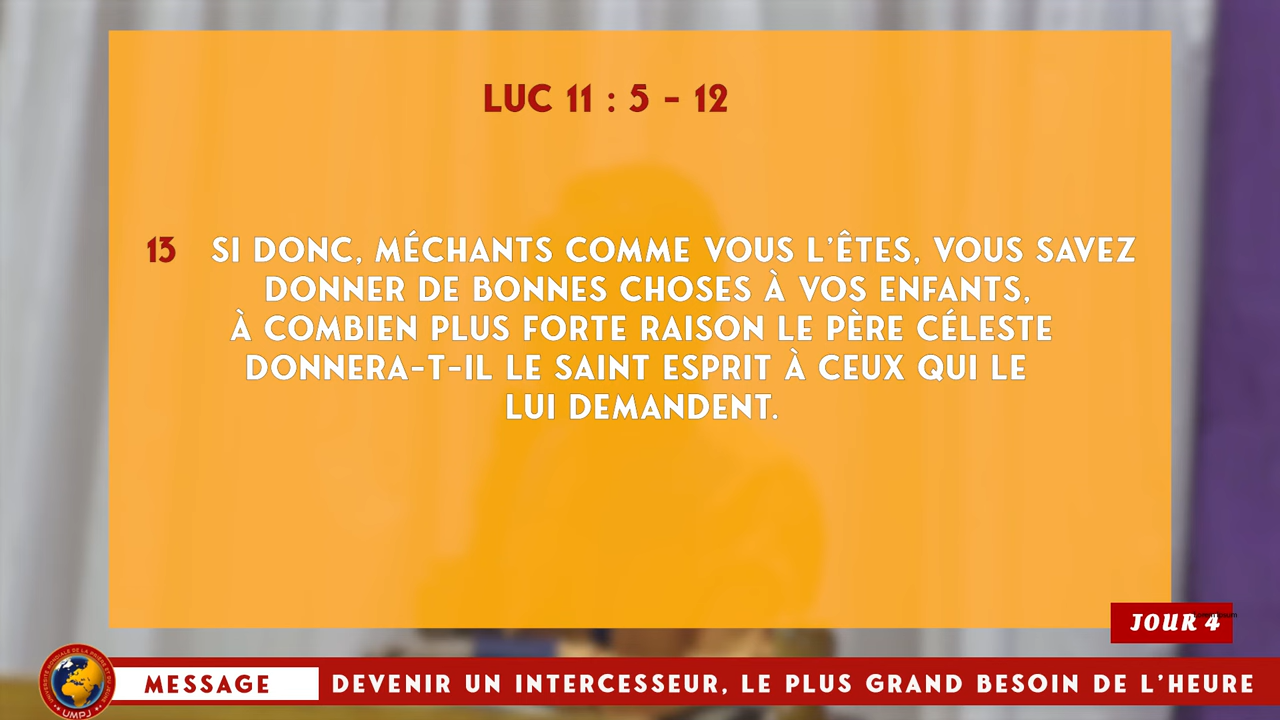 LUC 11 : 5 - 12
13 SI DONC, MÉCHANTS COMME VOUS L'ÊTES, VOUS SAVEZ
DONNER DE BONNES CHOSES À VOS ENFANTS,
À COMBIEN PLUS FORTE RAISON LE PÈRE CÉLESTE
DONNERA-T-IL LE SAINT ESPRIT À CEUX QUI LE
LUI DEMANDENT.
JOUR 4
MESSAGE
DEVENIR UN INTERCESSEUR, LE PLUS GRAND BESOIN DE L'HEURE
UMPJ